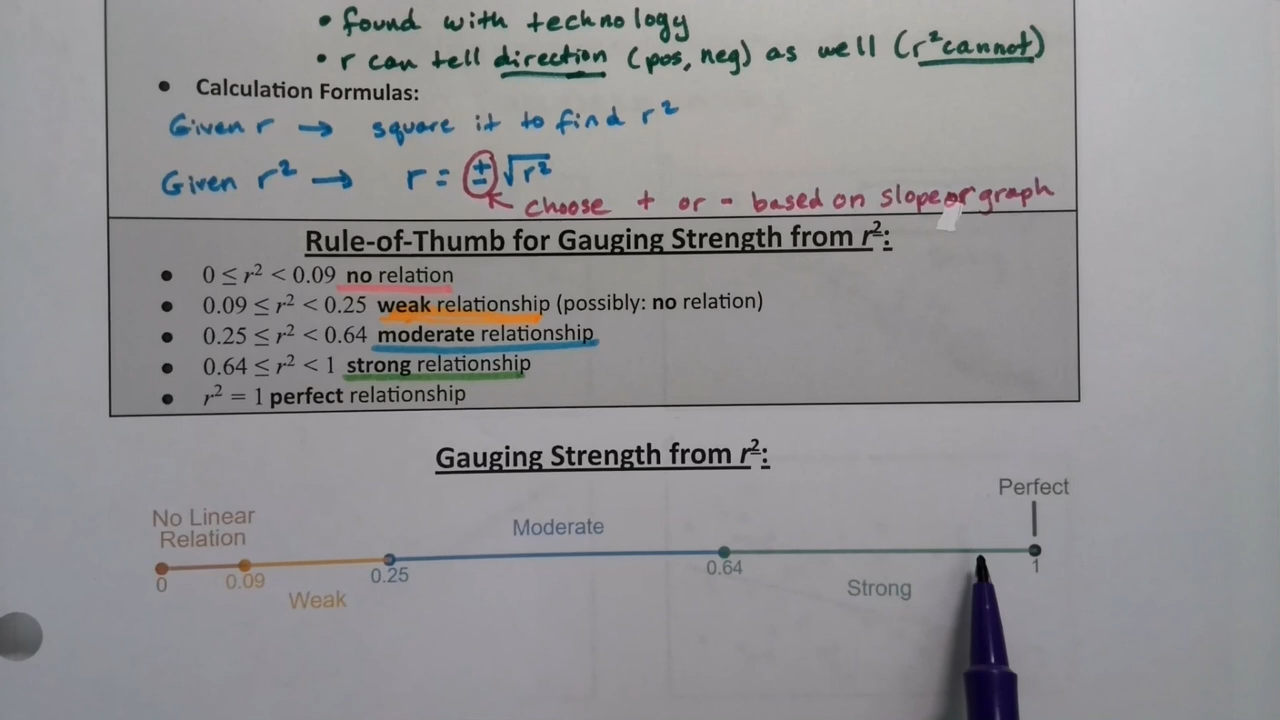 • found with technology
• r can tell direction (pos, neg) as well (r² cannot)
• Calculation Formulas:
Given r → square it to find r²
Given r² → r = ±√r²
choose + or - based on slope or graph
Rule-of-Thumb for Gauging Strength from r²:
• 0 ≤ r² < 0.09 no relation
• 0.09 ≤ r² < 0.25 weak relationship (possibly: no relation)
• 0.25 ≤ r² < 0.64 moderate relationship
• 0.64 ≤ r² < 1 strong relationship
• r² = 1 perfect relationship
Gauging Strength from r²:
Perfect
No Linear
Relation
Moderate
0 0.09 0.25 0.64 1
Weak
Strong